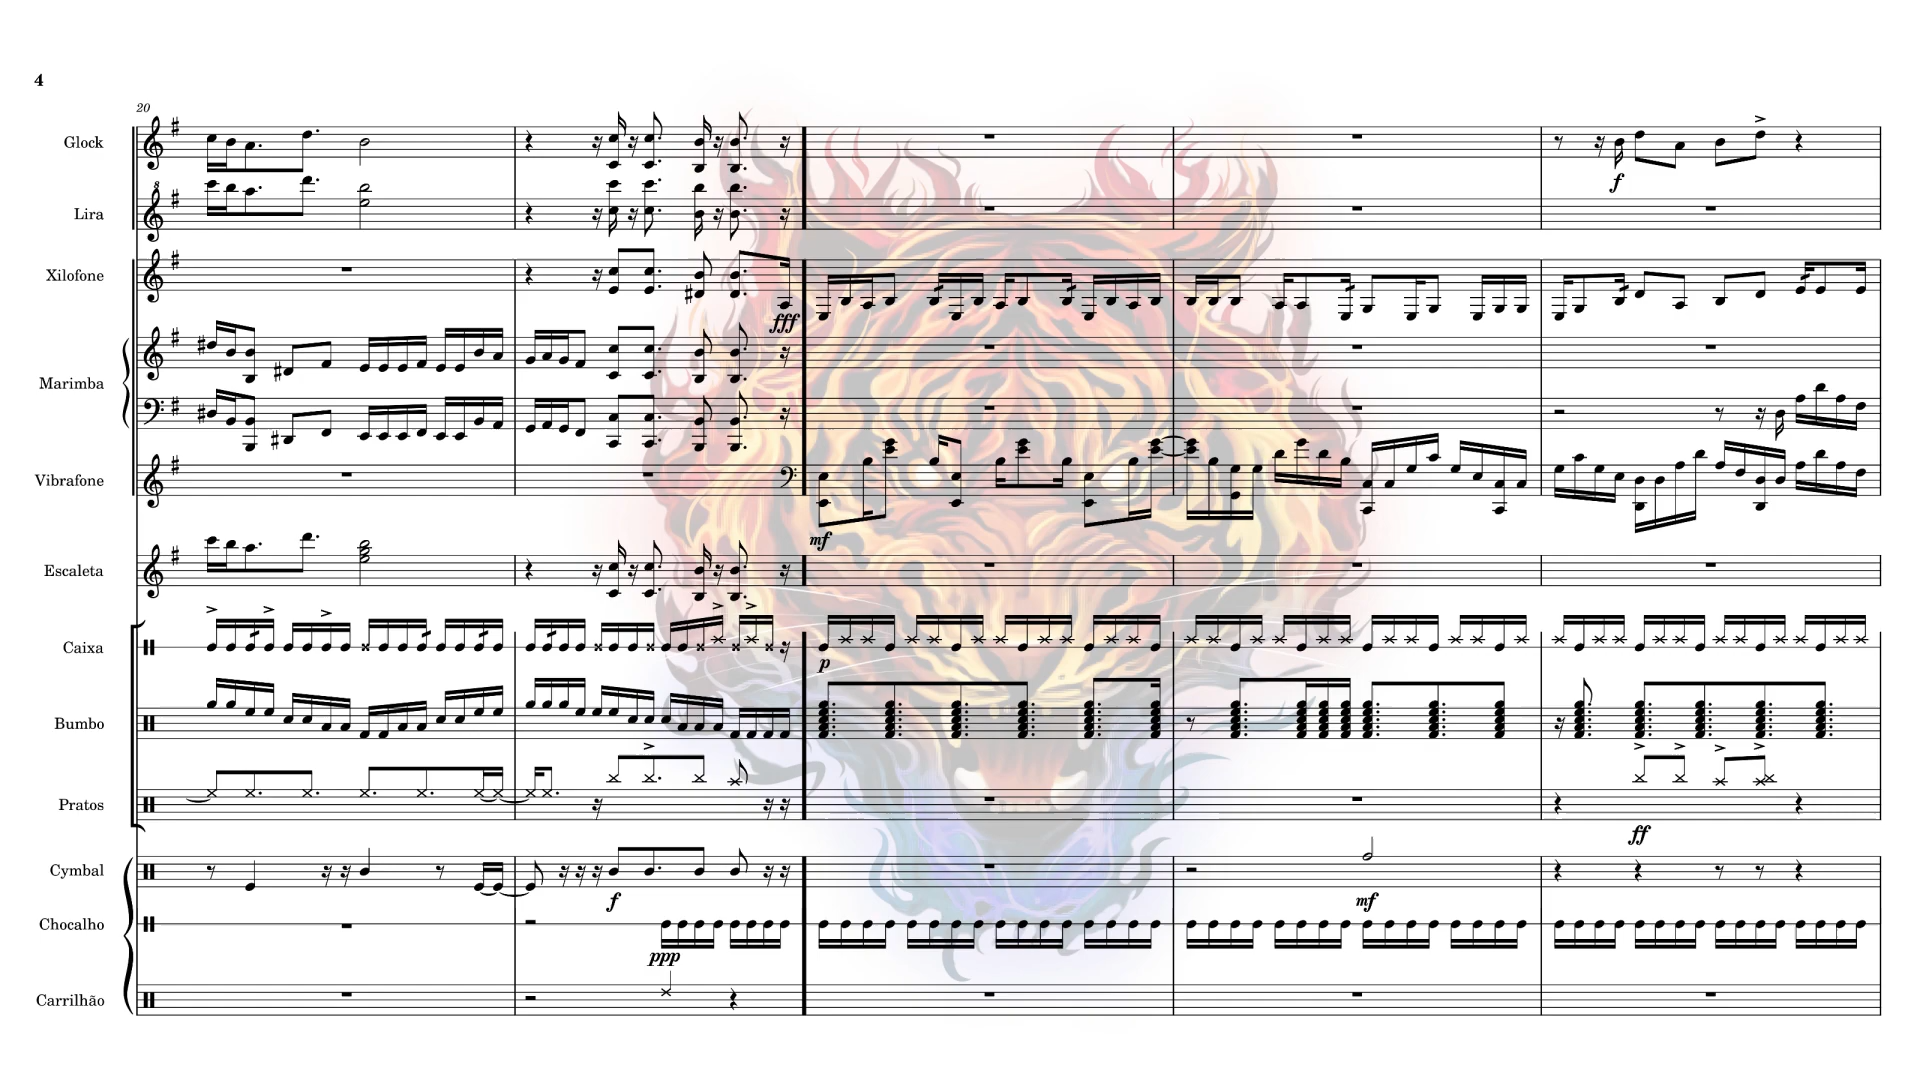 4
20
Glock
Lira
8
Xilofone
fff
Marimba
Vibrafone
mf
Escaleta
Caixa
p
Bumbo
Pratos
ff
Cymbal
f
mf
Chocalho
ppp
Carrilhão
f